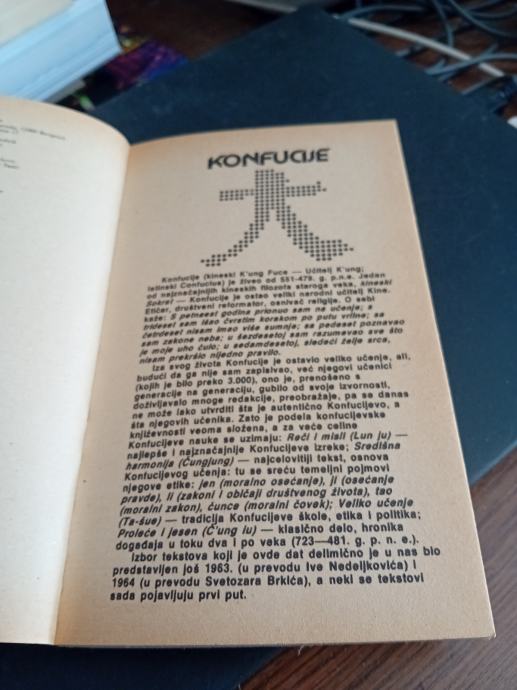 KONFUCIJE
Konfucije (kineski K'ung Fuce — Učitelj K'ung;
latinski Confuctus) je živeo od 551-479. g. p.n.e. Jedan
od najznačajnijih kineskih filozofa staroga veka, kineski
Sokrat — Konfucije je ostao veliki narodni učitelj Kine.
Etičar, društveni reformator, osnivač religije. O sebi
kaže: S petnaest godina prionuo sam na učenje; s
trideset sam išao čvrstim korakom po putu vrline; sa
četrdeset nisam imao više sumnje; sa pedeset poznavao
sam zakone neba; u šezdesetoj sam razumevao sve što
je moje uho čulo; u sedamdesetoj, sledeći želje srca,
nisam prekršio nijedno pravilo.
Iza svog života Konfucije je ostavio veliko učenje, ali,
budući da ga nije sam zapisivao, već njegovi učenici
(kojih je bilo preko 3.000), ono je, prenošeno s
generacije na generaciju, gubilo od svoje izvornosti,
doživljavalo mnoge redakcije, preobražaje, pa se danas
ne može lako utvrditi šta je autentično Konfucijevo, a
šta njegovih učenika. Zato je podela konfucijevske
književnosti veoma složena, a za veće celine
Konfucijeve nauke se uzimaju: Reči i misli (Lun ju) —
najlepše i najznačajnije Konfucijeve izreke; Središna
harmonija (Čungjung) — najcelovitiji tekst, osnova
Konfucijevog učenja: tu se sreću temeljni pojmovi
njegove etike: jen (moralno osećanje), ji (osećanje
pravde), li (zakoni i običaji društvenog života), tao
(moralni zakon), čunce (moralni čovek); Veliko učenje
(Ta-šue) — tradicija Konfucijeve škole, etika i politika;
Proleće i jesen (Č'ung iu) — klasično delo, hronika
događaja u toku dva i po veka (723—481. g. p. n. e.).
Izbor tekstova koji je ovde dat delimično je u nas bio
predstavljen još 1963. (u prevodu Ive Nedeljkovića) i
1964 (u prevodu Svetozara Brkića), a neki se tekstovi
sada pojavljuju prvi put.